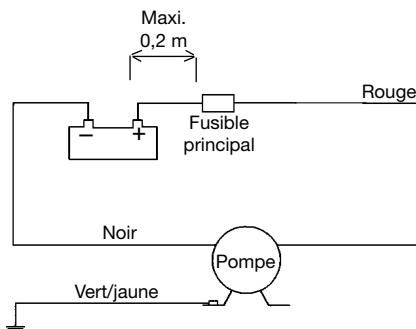 Maxi.
0,2 m
Rouge
− +
Fusible
principal
Noir
Pompe
Vert/jaune